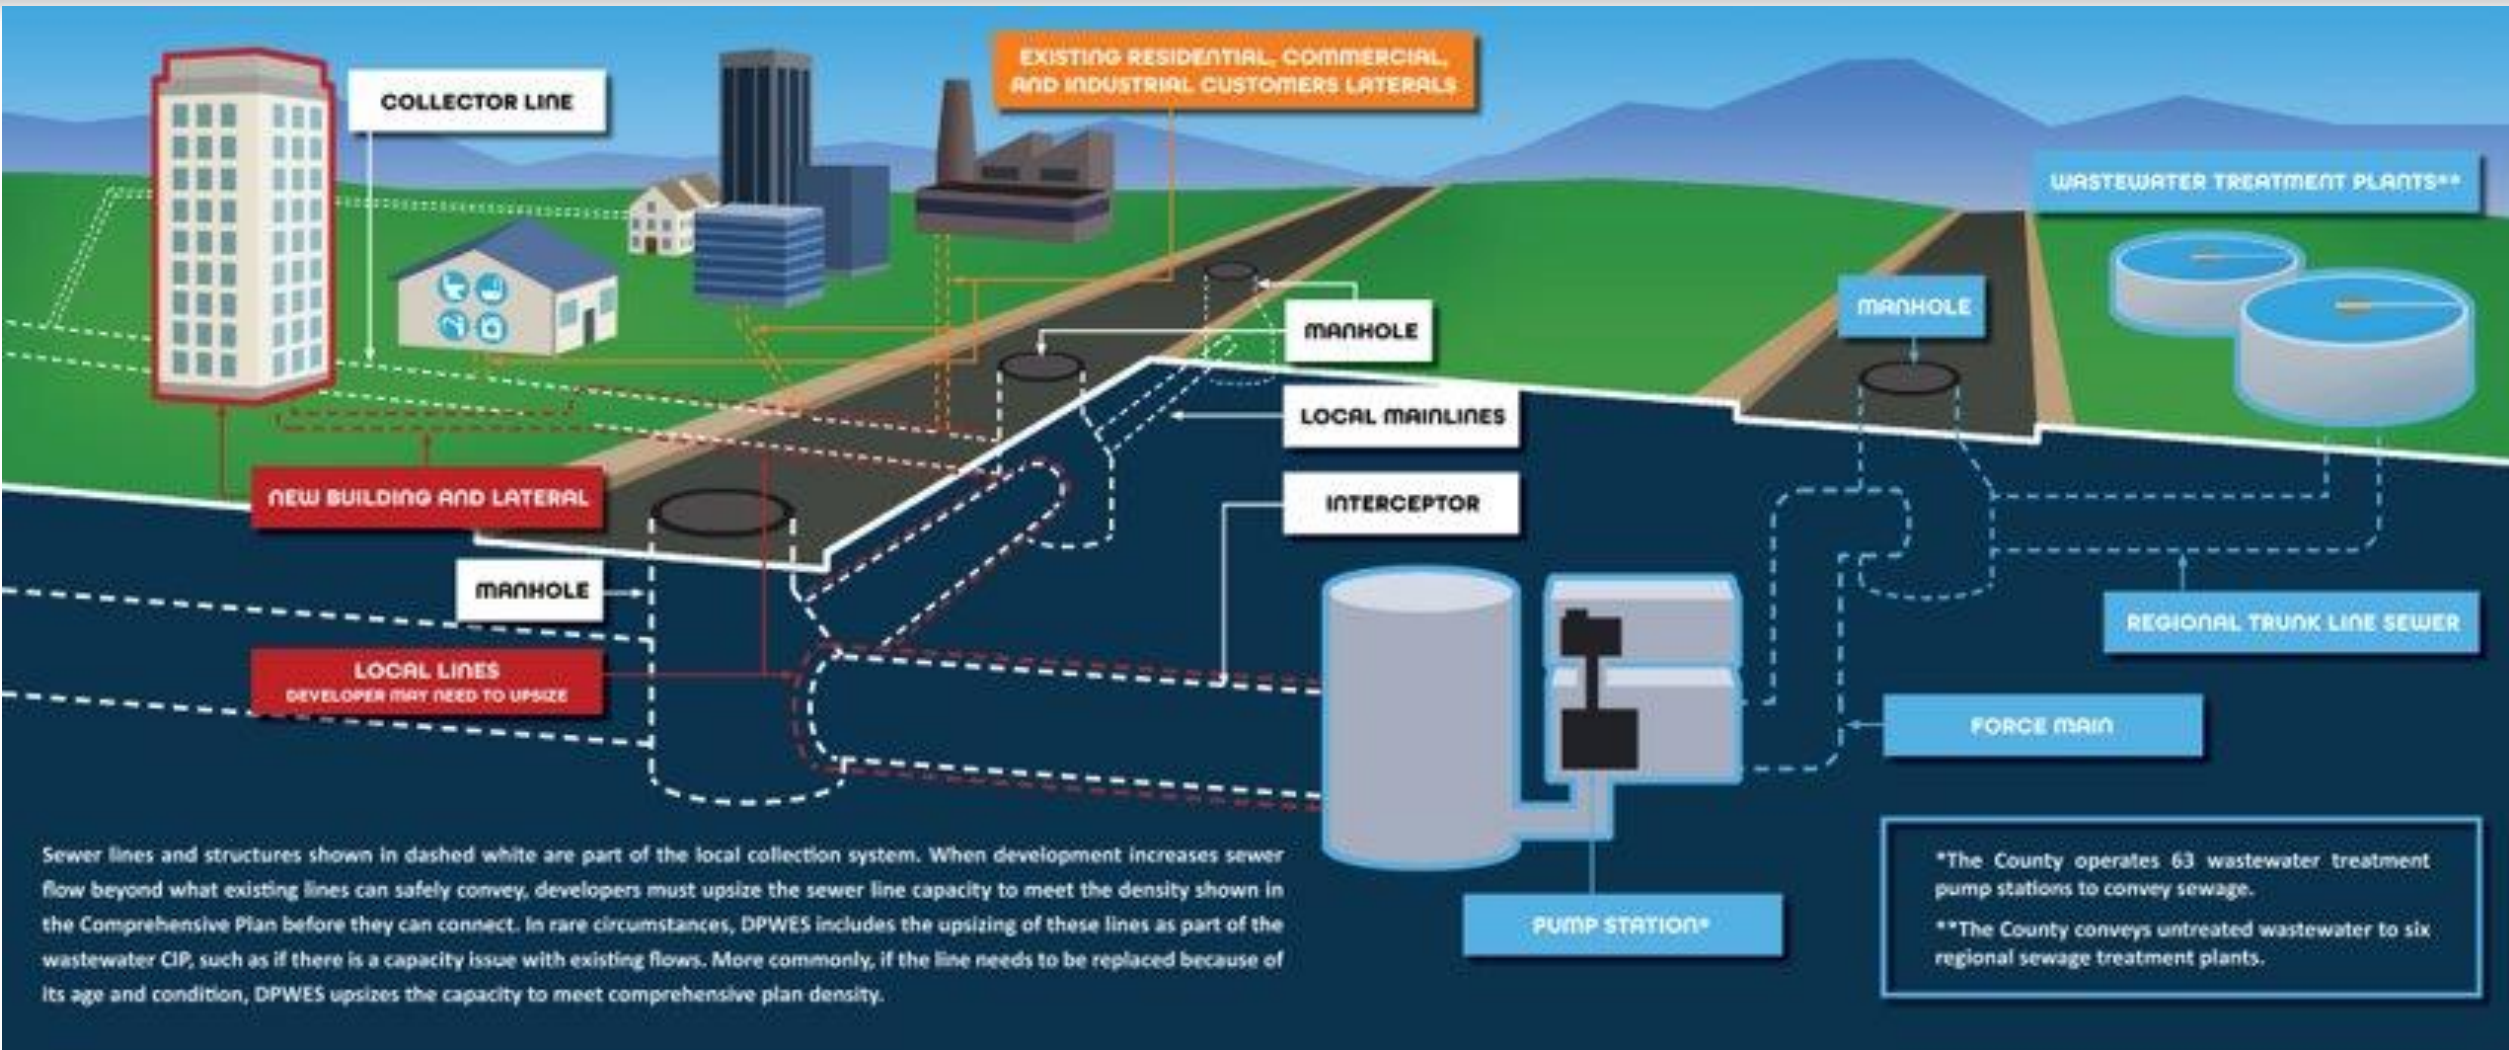 EXISTING RESIDENTIAL, COMMERCIAL,
AND INDUSTRIAL CUSTOMERS LATERALS
COLLECTOR LINE
WASTEWATER TREATMENT PLANTS**
MANHOLE
MANHOLE
LOCAL MAINLINES
NEW BUILDING AND LATERAL
INTERCEPTOR
MANHOLE
REGIONAL TRUNK LINE SEWER
LOCAL LINES
DEVELOPER MAY NEED TO UPSIZE
FORCE MAIN
PUMP STATION*
Sewer lines and structures shown in dashed white are part of the local collection system. When development increases sewer
flow beyond what existing lines can safely convey, developers must upsize the sewer line capacity to meet the density shown in
the Comprehensive Plan before they can connect. In rare circumstances, DPWES includes the upsizing of these lines as part of the
wastewater CIP, such as if there is a capacity issue with existing flows. More commonly, if the line needs to be replaced because of
its age and condition, DPWES upsizes the capacity to meet comprehensive plan density.
*The County operates 63 wastewater treatment
pump stations to convey sewage.
**The County conveys untreated wastewater to six
regional sewage treatment plants.